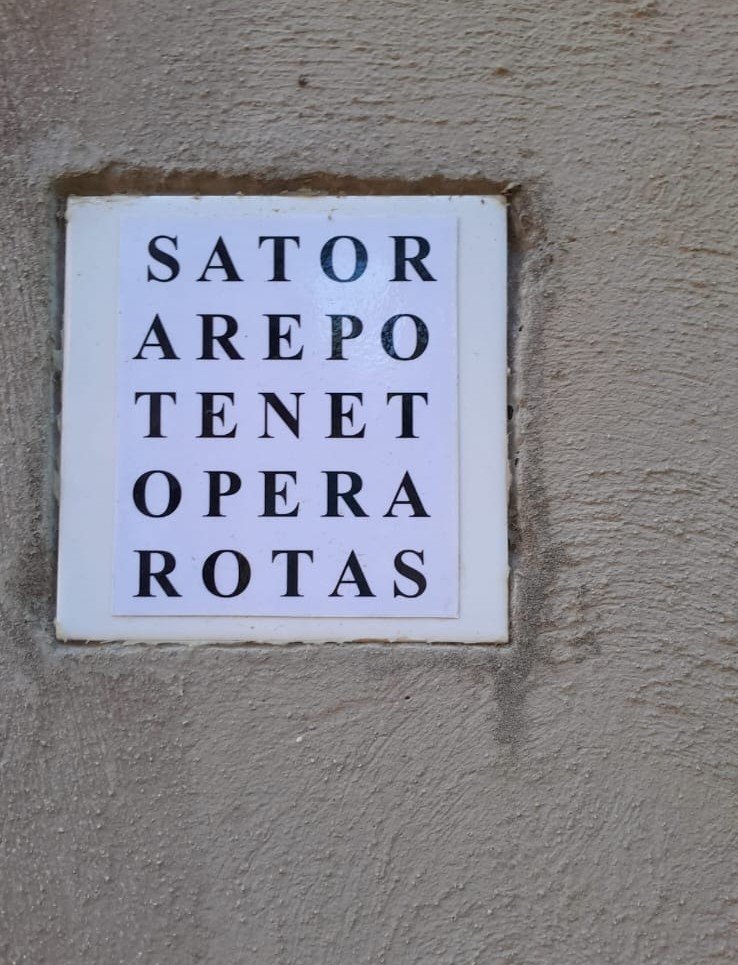 SATOR
AREPO
TENET
OPERA
ROTAS